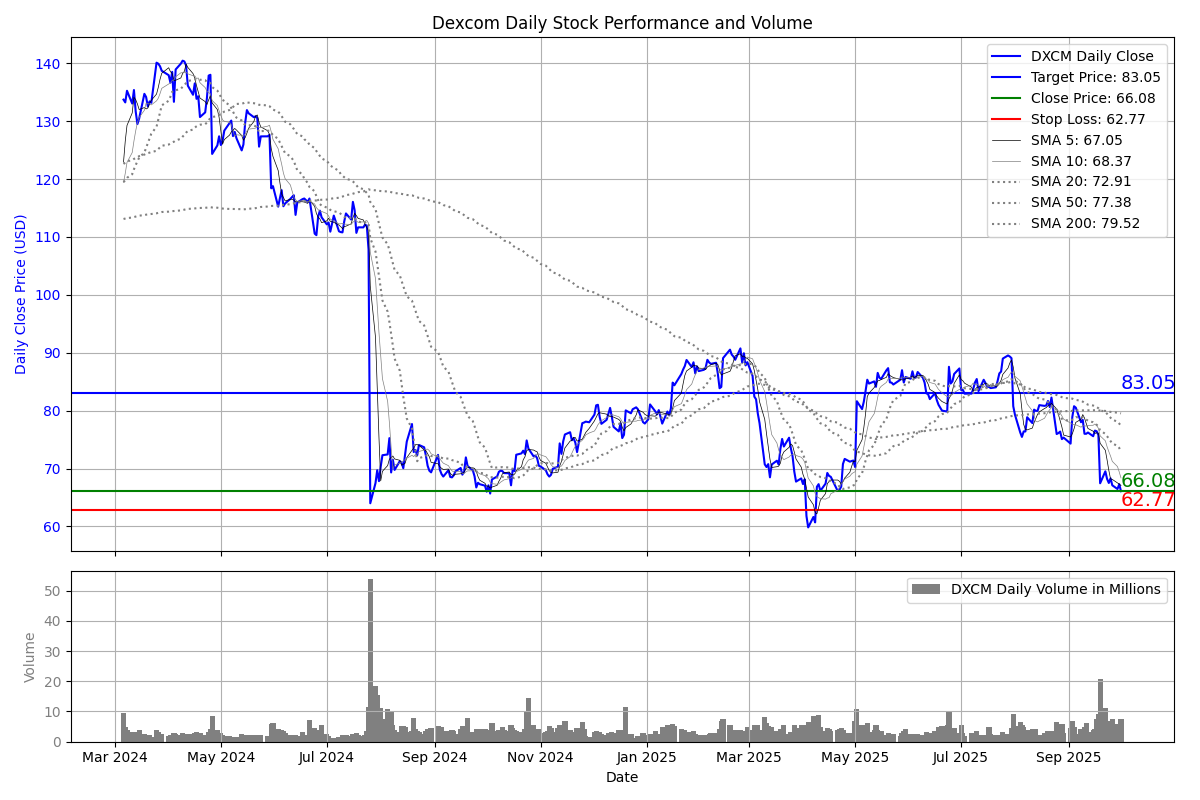 Dexcom Daily Stock Performance and Volume
Daily Close Price (USD)
140
130
120
110
100
90
80
70
60
DXCM Daily Close
Target Price: 83.05
Close Price: 66.08
Stop Loss: 62.77
SMA 5: 67.05
SMA 10: 68.37
SMA 20: 72.91
SMA 50: 77.38
SMA 200: 79.52
83.05
66.08
62.77
Volume
50
40
30
20
10
0
DXCM Daily Volume in Millions
Mar 2024 May 2024 Jul 2024 Sep 2024 Nov 2024 Jan 2025 Mar 2025 May 2025 Jul 2025 Sep 2025
Date